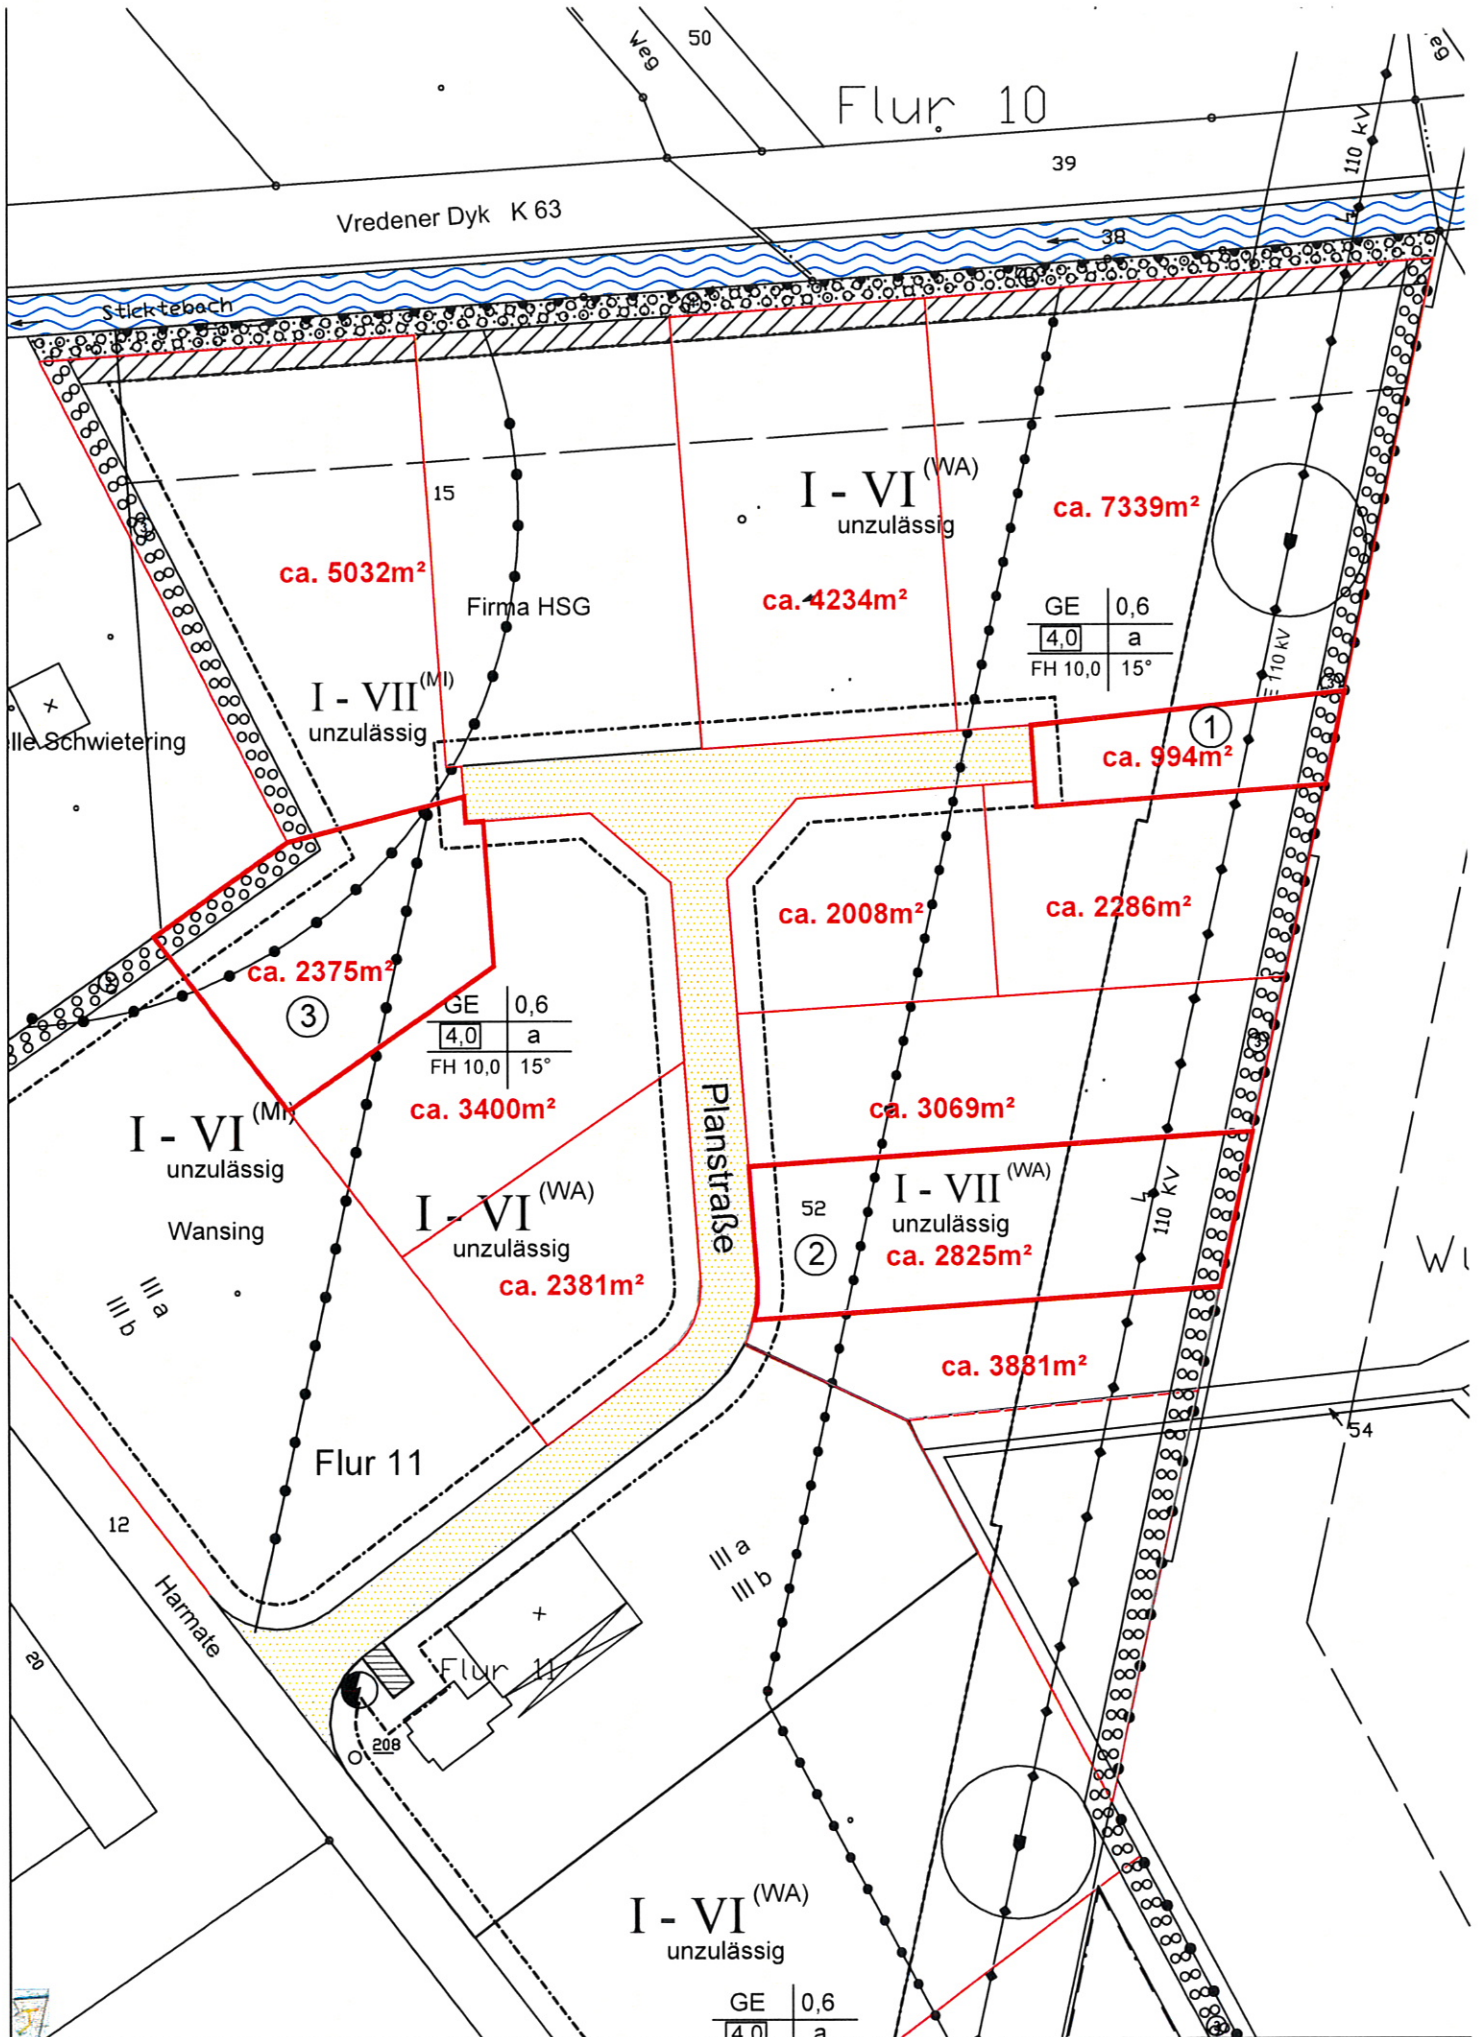 Weg
50
Flur 10
39
110 kV
Vredener Dyk K 63
38
Stlektebach
I - VI (WA)
unzulässig
ca. 7339m²
15
ca. 5032m²
Firma HSG
ca. 4234m²
GE 0,6
4,0 a
FH 10,0 15°
110 kV
I - VII (MI)
unzulässig
lle Schwietering
1
ca. 994m²
ca. 2008m²
ca. 2286m²
ca. 2375m²
3
GE 0,6
4,0 a
FH 10,0 15°
ca. 3400m²
ca. 3069m²
I - VI (MI)
unzulässig
Planstraße
I - VII (WA)
unzulässig
52
2
ca. 2825m²
110 KV
Wansing
I - VI (WA)
unzulässig
ca. 2381m²
III a
III b
ca. 3881m²
54
Flur 11
12
Harmate
III a
III b
20
Flur 11
208
I - VI (WA)
unzulässig
GE 0,6
4,0 a